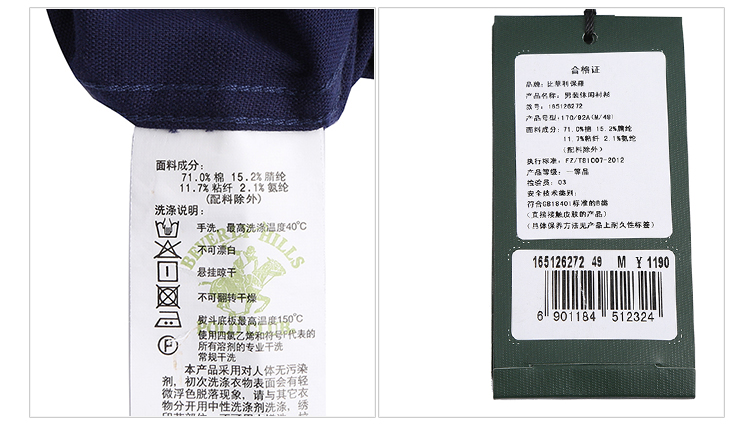 面料成分:
71.0%棉 15.2%腈纶
11.7%粘纤 2.1%氨纶
(配料除外)
洗涤说明:
手洗，最高洗涤温度40℃
不可漂白
悬挂晾干
不可翻转干燥
熨斗底板最高温度150℃
使用四氯乙烯和符号F代表的
所有溶剂的专业干洗
常规干洗
本产品采用对人体无污染
剂，初次洗涤衣物表面会有轻
微浮色脱落现象，请与其它衣
物分开用中性洗涤剂洗涤，绣
BEVERLY HILLS
POLO CLUB
P
合格证
品牌: 比华利保罗
产品名称: 男装休闲衬衫
款号: 165126272
产品号型:170/92A(M/48)
面料成分: 71.0%棉 15.2%腈纶
11.7%粘纤 2.1%氨纶
(配料除外)
执行标准: FZ/T81007-2012
产品等级: 一等品
检验员: 03
安全技术类别:
符合GB18401标准的B类
(直接接触皮肤的产品)
(具体保养方法见产品上耐久性标签)
165126272 49 M ¥1190
6 901184 512324